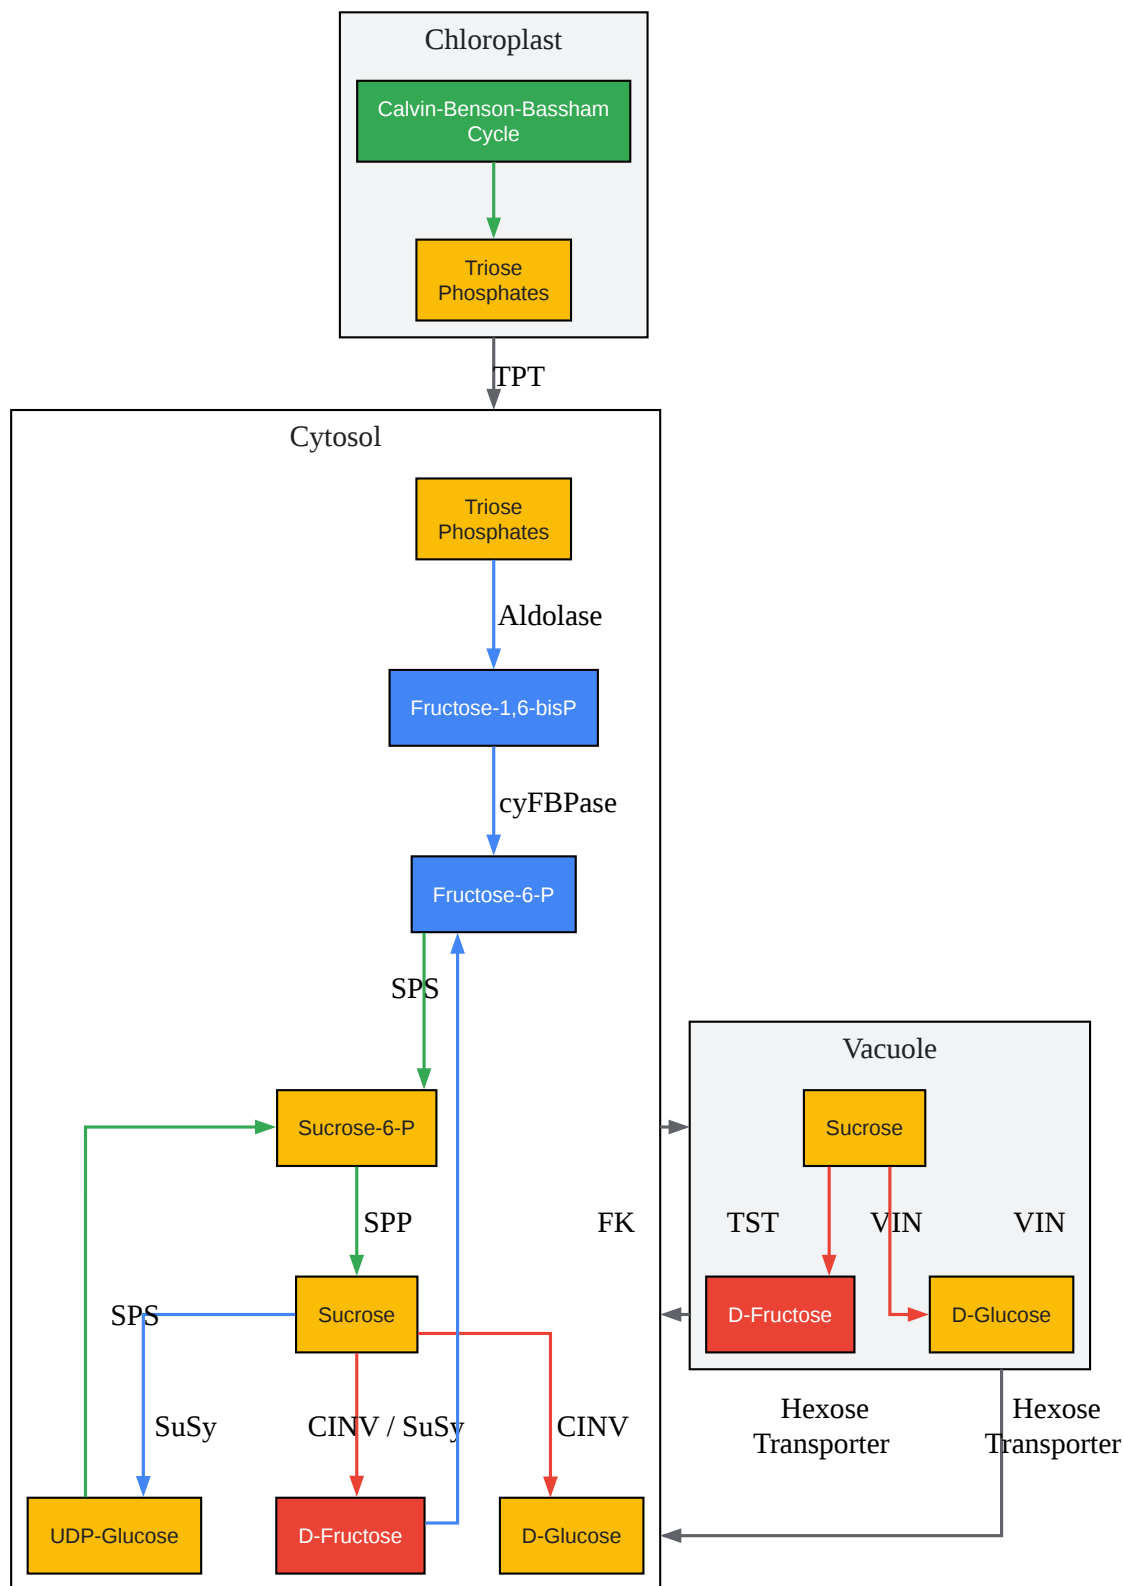 Chloroplast
Calvin-Benson-Bassham
Cycle
Triose
Phosphates
TPT
Cytosol
Triose
Phosphates
Aldolase
Fructose-1,6-bisP
cyFBPase
Fructose-6-P
SPS
Vacuole
Sucrose-6-P
Sucrose
SPP
FK
TST
VIN
VIN
SPS
Sucrose
D-Fructose
D-Glucose
SuSy
CINV / SuSy
CINV
Hexose
Transporter
Hexose
Transporter
UDP-Glucose
D-Fructose
D-Glucose